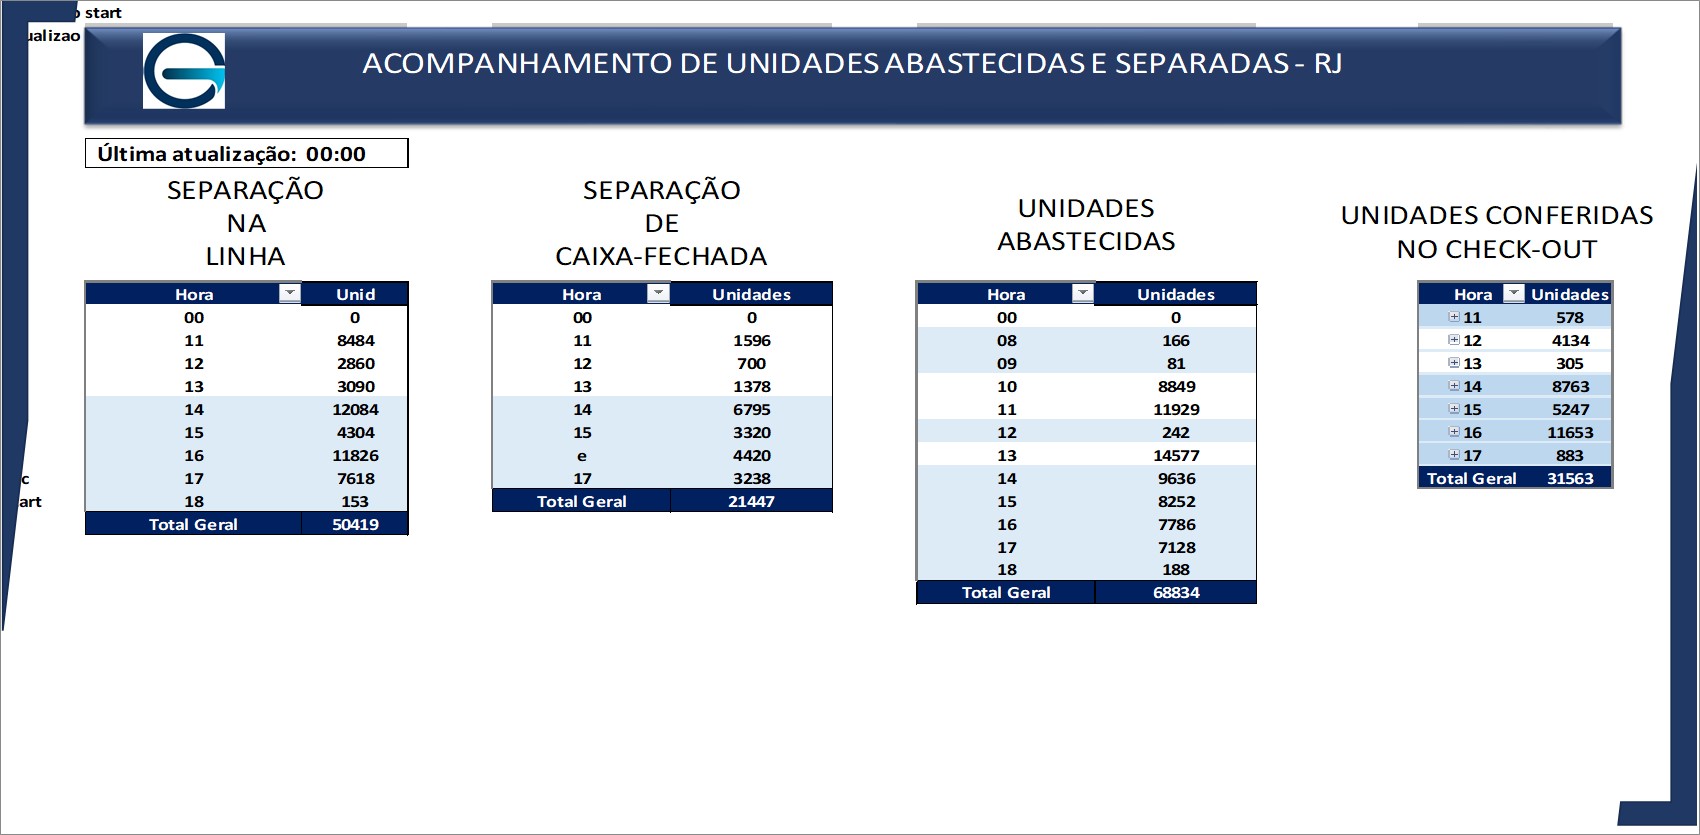 start
ualizao
ACOMPANHAMENTO DE UNIDADES ABASTECIDAS E SEPARADAS - RJ
Última atualização: 00:00
SEPARAÇÃO
NA
LINHA
Hora Unid
00 0
11 8484
12 2860
13 3090
14 12084
15 4304
16 11826
17 7618
18 153
Total Geral 50419
SEPARAÇÃO
DE
CAIXA-FECHADA
Hora Unidades
00 0
11 1596
12 700
13 1378
14 6795
15 3320
e 4420
17 3238
Total Geral 21447
UNIDADES
ABASTECIDAS
Hora Unidades
00 0
08 166
09 81
10 8849
11 11929
12 242
13 14577
14 9636
15 8252
16 7786
17 7128
18 188
Total Geral 68834
UNIDADES CONFERIDAS
NO CHECK-OUT
Hora Unidades
11 578
12 4134
13 305
14 8763
15 5247
16 11653
17 883
Total Geral 31563
c
art